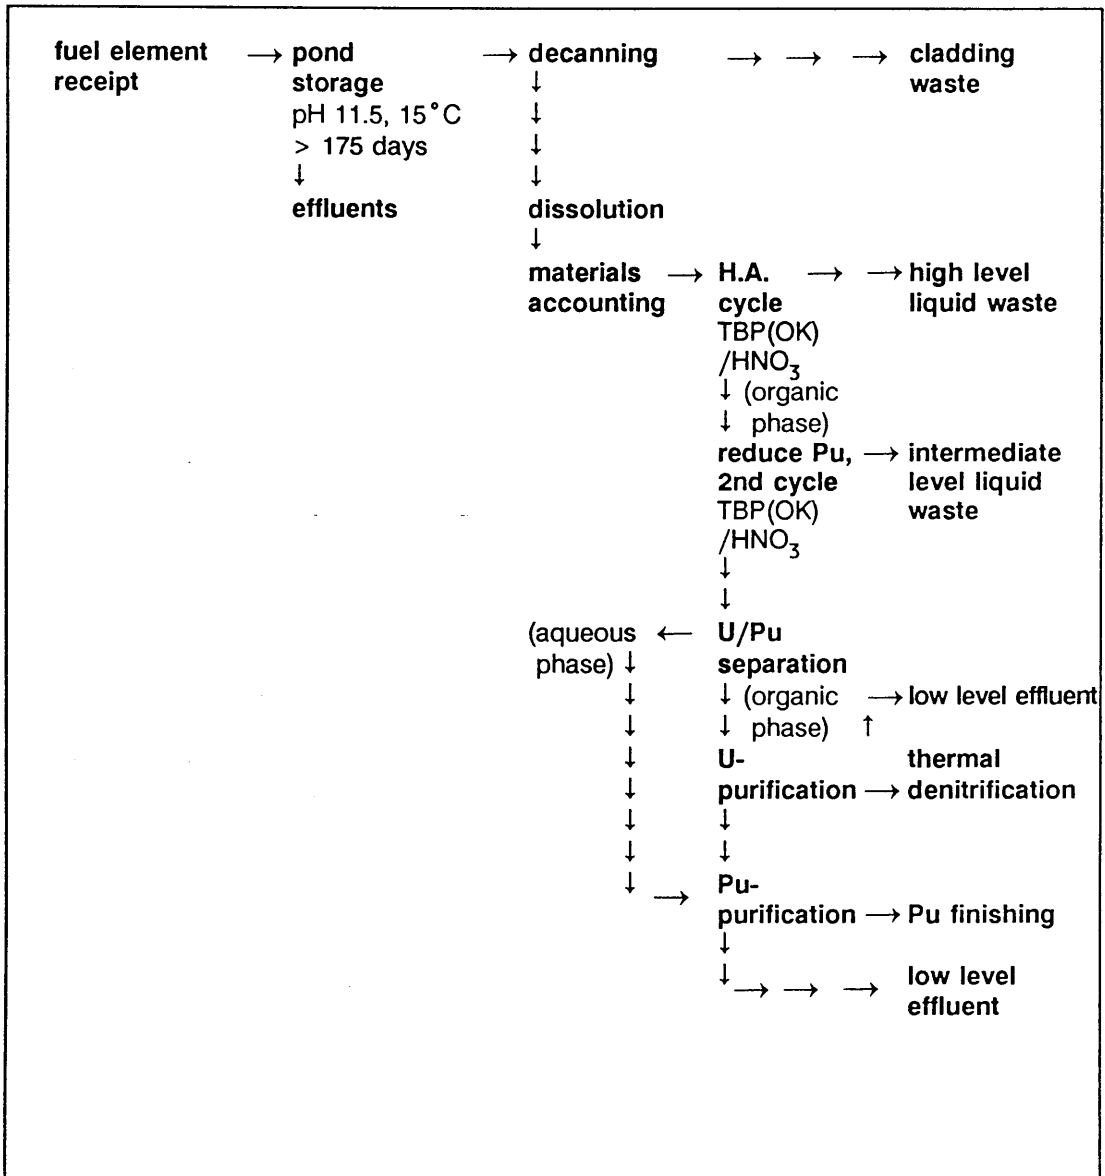 fuel element → pond → decanning → → → cladding
receipt storage ↓ waste
pH 11.5, 15°C ↓
> 175 days ↓
↓ ↓
effluents dissolution
↓
materials → H.A. → → high level
accounting cycle liquid waste
TBP(OK)
/HNO₃
↓ (organic
↓ phase)
reduce Pu, → intermediate
2nd cycle level liquid
TBP(OK) waste
/HNO₃
↓
↓
(aqueous ← U/Pu
phase) ↓ separation
↓ ↓ (organic → low level effluent
↓ ↓ phase) ↑
↓ U- thermal
↓ purification → denitrification
↓ ↓
↓ ↓
↓ → Pu-
purification → Pu finishing
↓
↓ → → → low level
effluent